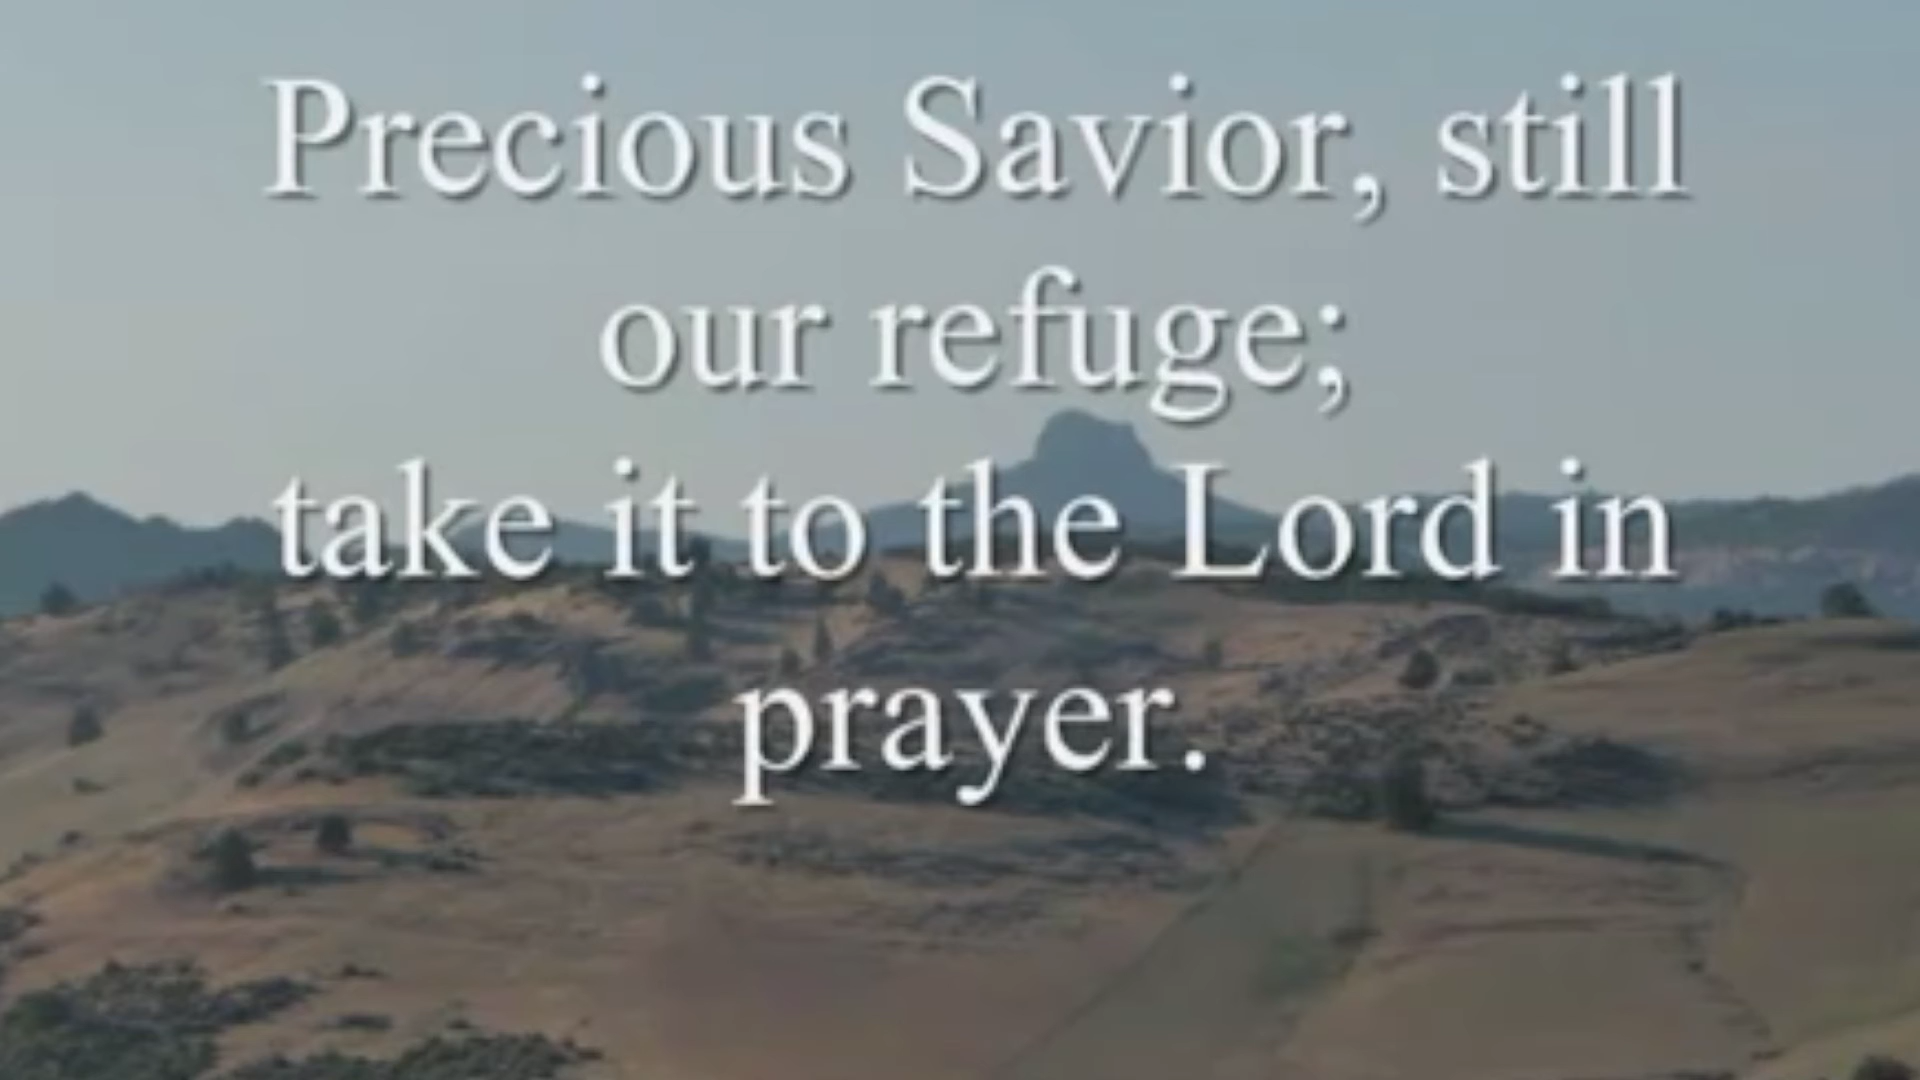 Precious Savior, still
our refuge;
take it to the Lord in
prayer.